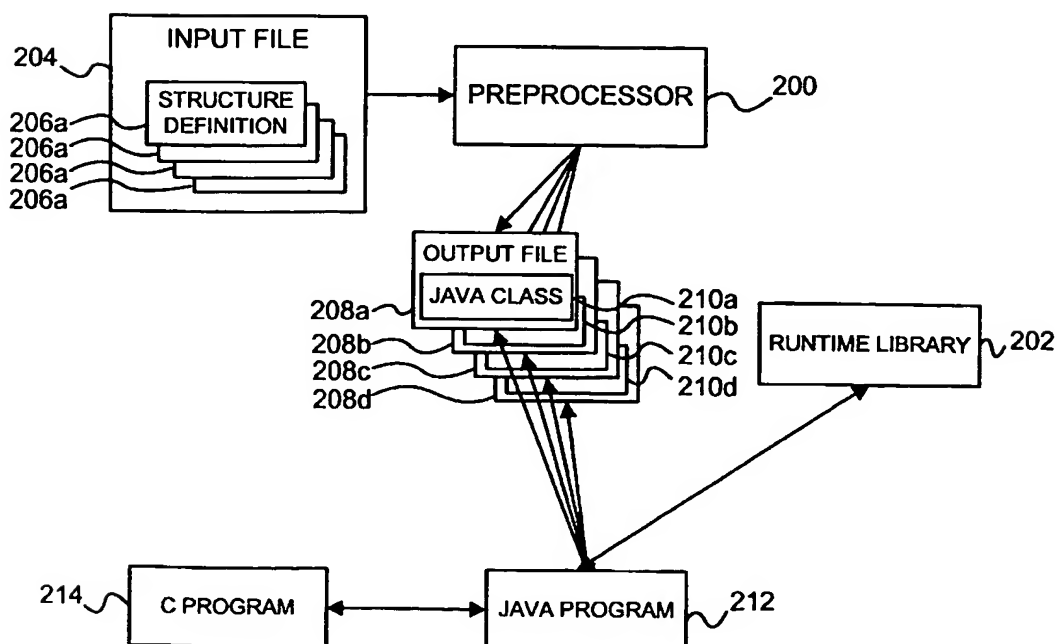 INPUT FILE
204
STRUCTURE
DEFINITION
206a
206a
206a
206a
PREPROCESSOR
200
OUTPUT FILE
JAVA CLASS
208a
208b
208c
208d
210a
210b
210c
210d
RUNTIME LIBRARY
202
214
C PROGRAM
JAVA PROGRAM
212